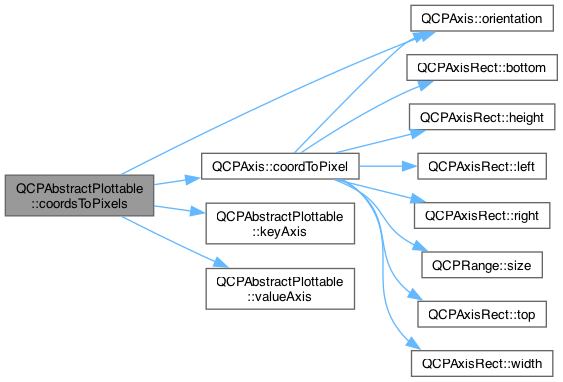 QCPAbstractPlottable
::coordsToPixels
QCPAxis::coordToPixel
QCPAbstractPlottable
::keyAxis
QCPAbstractPlottable
::valueAxis
QCPAxis::orientation
QCPAxisRect::bottom
QCPAxisRect::height
QCPAxisRect::left
QCPAxisRect::right
QCPRange::size
QCPAxisRect::top
QCPAxisRect::width